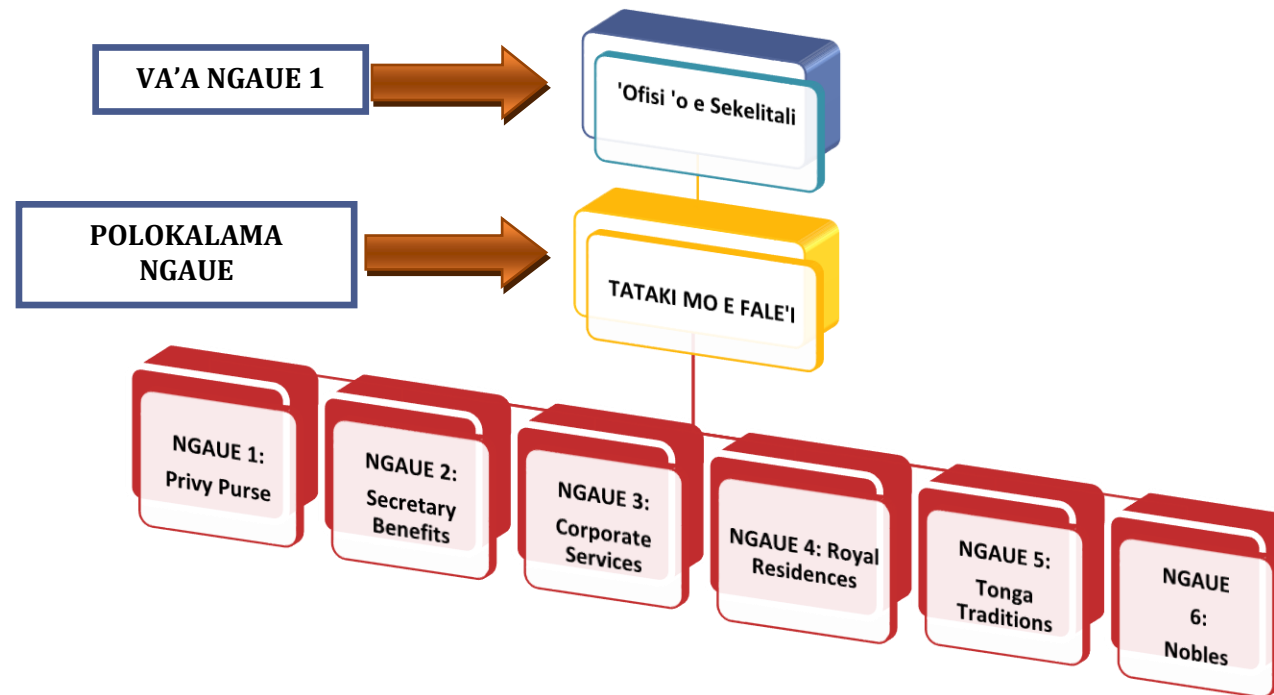 VA’A NGAUE 1
'Ofisi 'o e Sekelitali
POLOKALAMA
NGAUE
TATAKI MO E FALE'I
NGAUE 1:
Privy Purse
NGAUE 2:
Secretary
Benefits
NGAUE 3:
Corporate
Services
NGAUE 4: Royal
Residences
NGAUE 5:
Tonga
Traditions
NGAUE
6:
Nobles